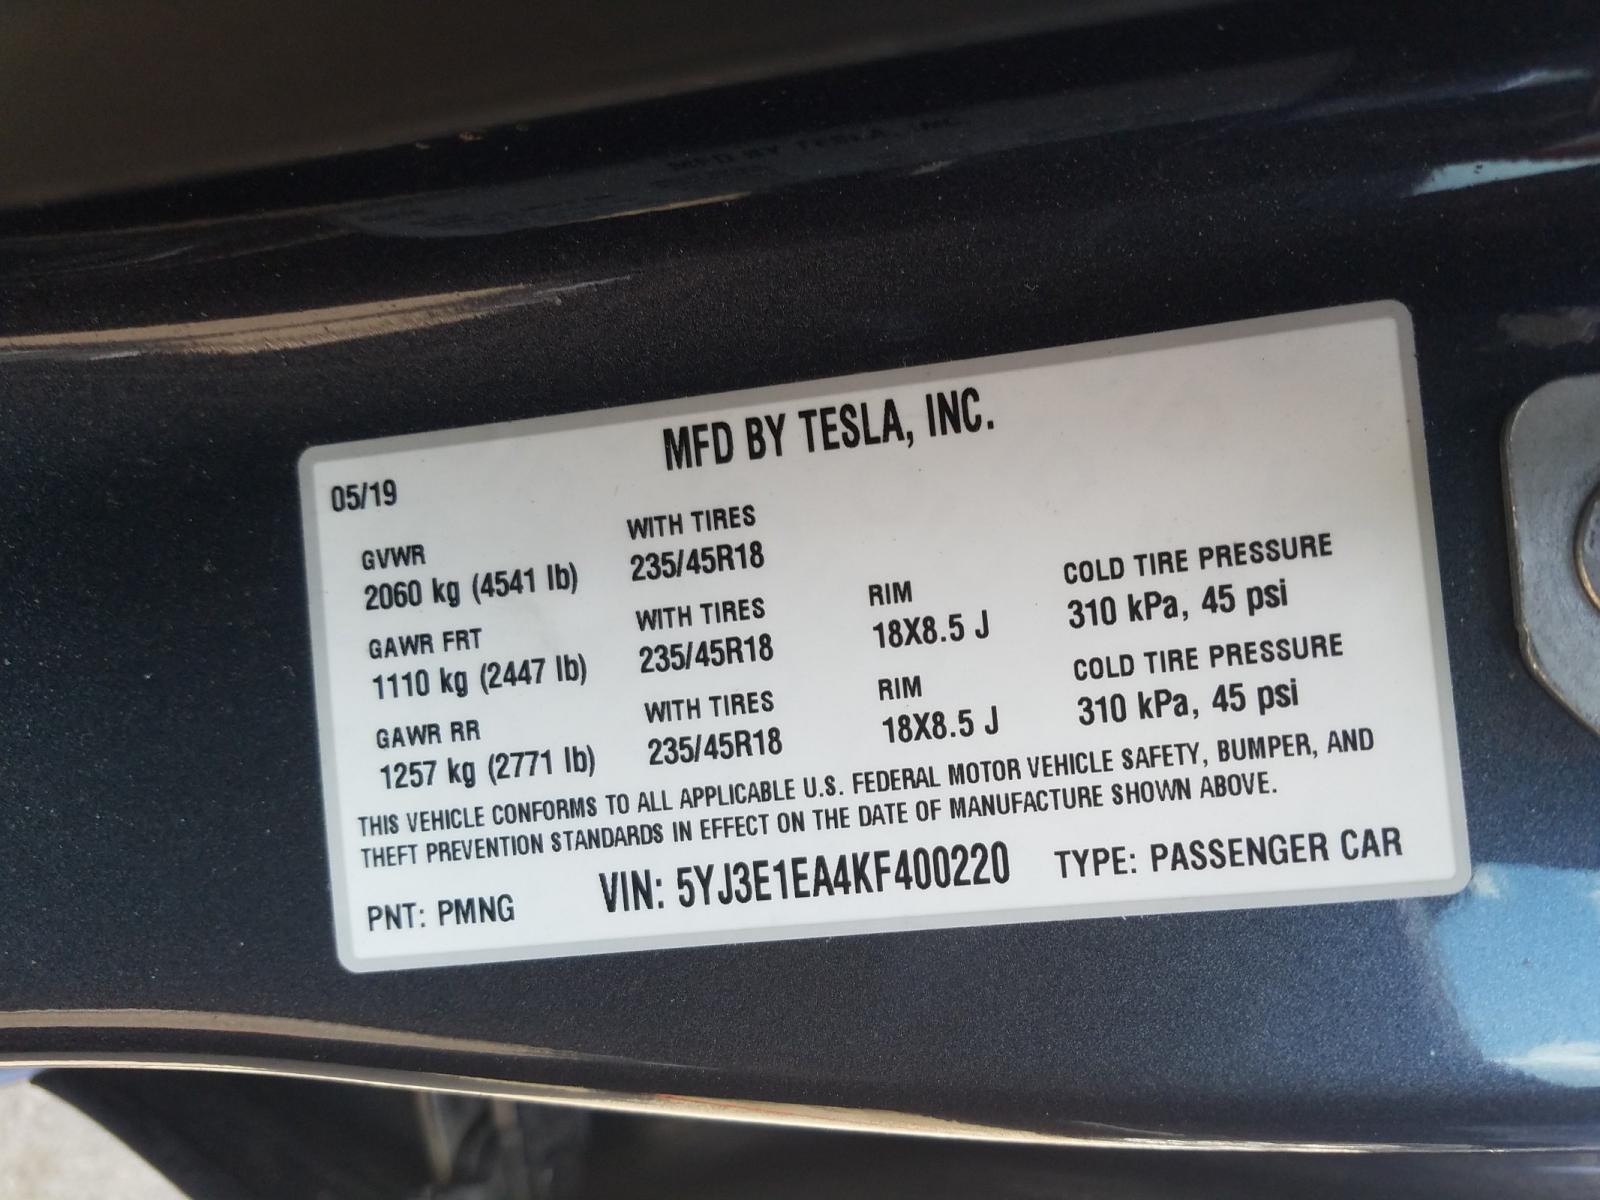 MFD BY TESLA, INC.
05/19
GVWR WITH TIRES
2060 kg (4541 lb) 235/45R18
GAWR FRT WITH TIRES RIM COLD TIRE PRESSURE
1110 kg (2447 lb) 235/45R18 18X8.5 J 310 kPa, 45 psi
GAWR RR WITH TIRES RIM COLD TIRE PRESSURE
1257 kg (2771 lb) 235/45R18 18X8.5 J 310 kPa, 45 psi
THIS VEHICLE CONFORMS TO ALL APPLICABLE U.S. FEDERAL MOTOR VEHICLE SAFETY, BUMPER, AND
THEFT PREVENTION STANDARDS IN EFFECT ON THE DATE OF MANUFACTURE SHOWN ABOVE.
PNT: PMNG VIN: 5YJ3E1EA4KF400220 TYPE: PASSENGER CAR